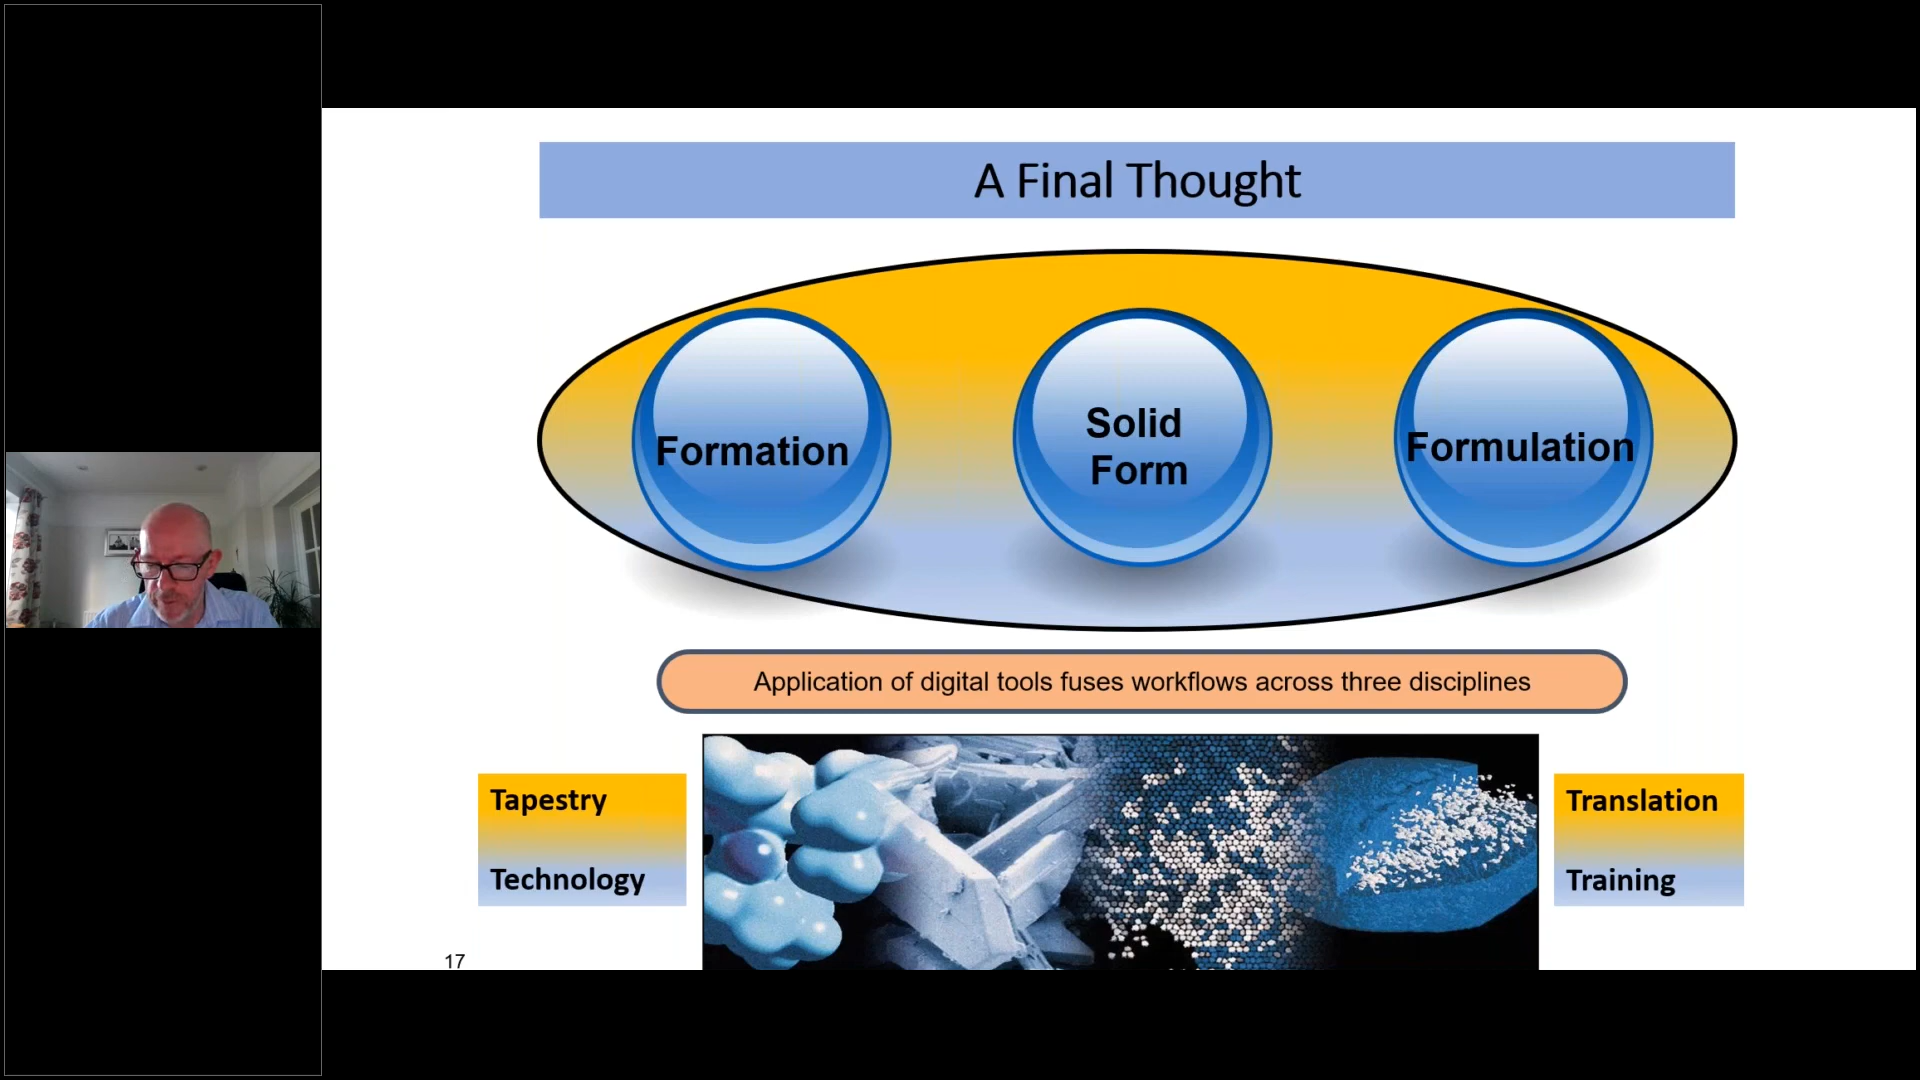 A Final Thought
Formation
Solid
Form
Formulation
Application of digital tools fuses workflows across three disciplines
Tapestry
Technology
Translation
Training
17